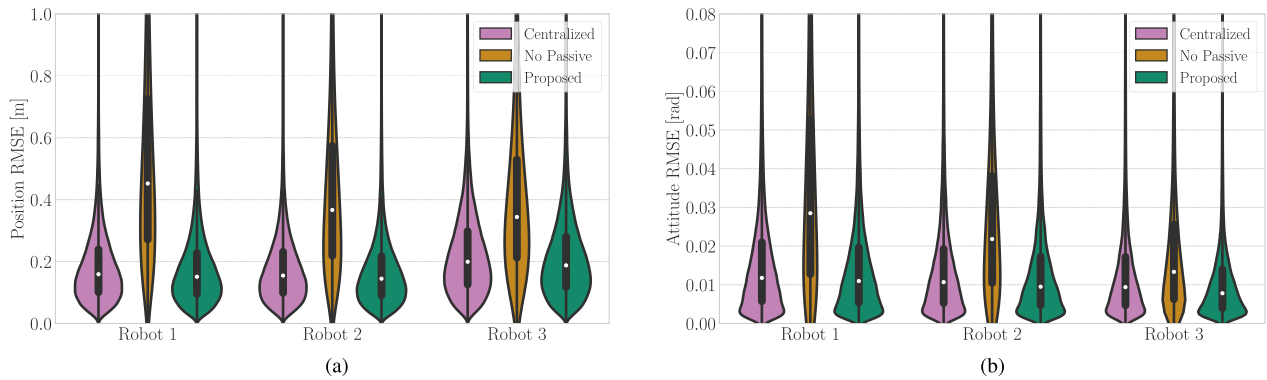 1.0
0.8
0.6
0.4
0.2
0.0
Position RMSE [m]
Centralized
No Passive
Proposed
Robot 1
Robot 2
Robot 3
(a)
0.08
0.07
0.06
0.05
0.04
0.03
0.02
0.01
0.00
Attitude RMSE [rad]
Centralized
No Passive
Proposed
Robot 1
Robot 2
Robot 3
(b)